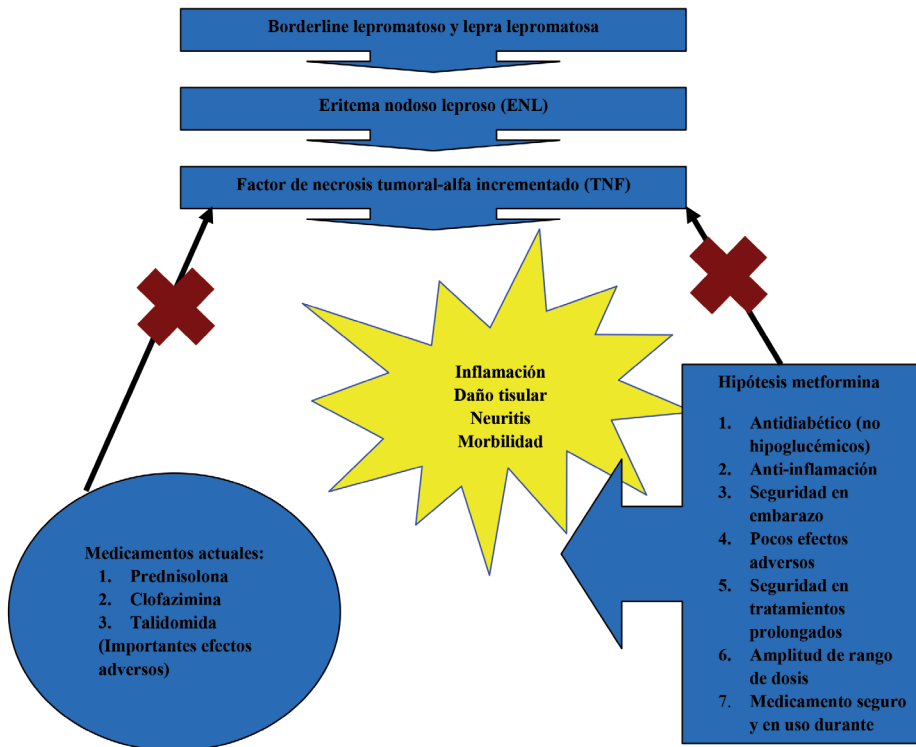 Borderline lepromatoso y lepra lepromatosa
Eritema nodoso leproso (ENL)
Factor de necrosis tumoral-alfa incrementado (TNF)
Inflamación
Daño tisular
Neuritis
Morbilidad
Medicamentos actuales:
1. Prednisolona
2. Clofazimina
3. Talidomida
(Importantes efectos
adversos)
Hipótesis metformina
1. Antidiabético (no
hipoglucémicos)
2. Anti-inflamación
3. Seguridad en
embarazo
4. Pocos efectos
adversos
5. Seguridad en
tratamientos
prolongados
6. Amplitud de rango
de dosis
7. Medicamento seguro
y en uso durante